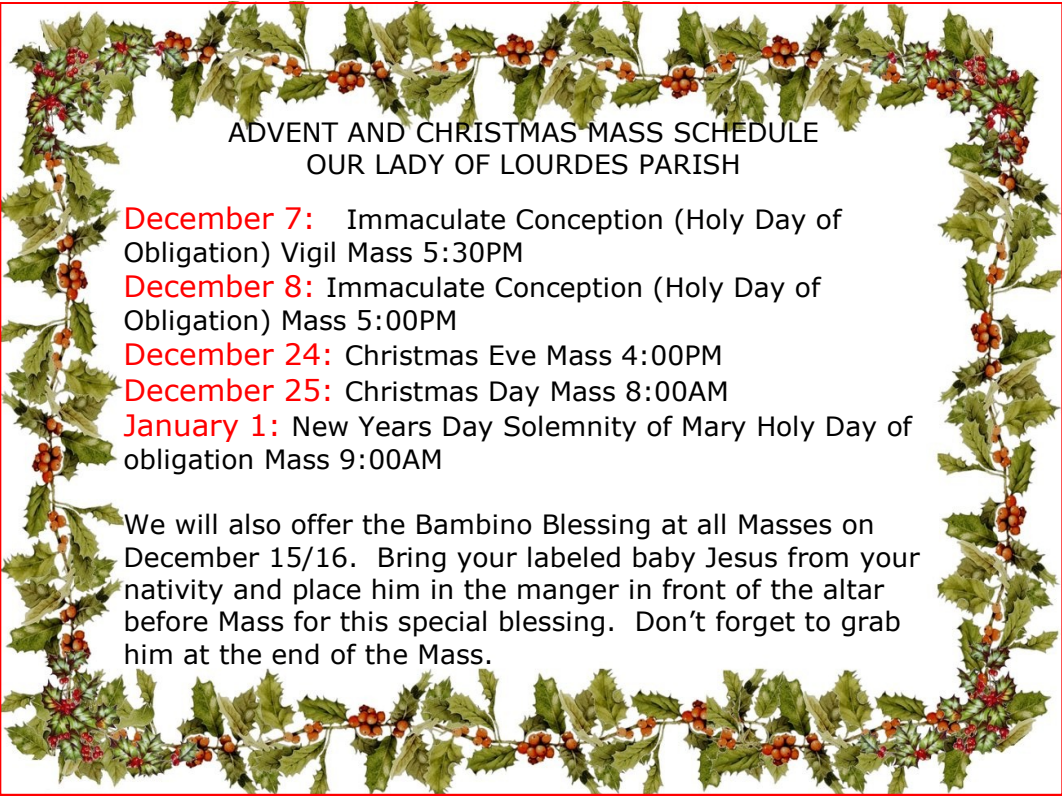 ADVENT AND CHRISTMAS MASS SCHEDULE
OUR LADY OF LOURDES PARISH
December 7: Immaculate Conception (Holy Day of
Obligation) Vigil Mass 5:30PM
December 8: Immaculate Conception (Holy Day of
Obligation) Mass 5:00PM
December 24: Christmas Eve Mass 4:00PM
December 25: Christmas Day Mass 8:00AM
January 1: New Years Day Solemnity of Mary Holy Day of
obligation Mass 9:00AM
We will also offer the Bambino Blessing at all Masses on
December 15/16. Bring your labeled baby Jesus from your
nativity and place him in the manger in front of the altar
before Mass for this special blessing. Don’t forget to grab
him at the end of the Mass.